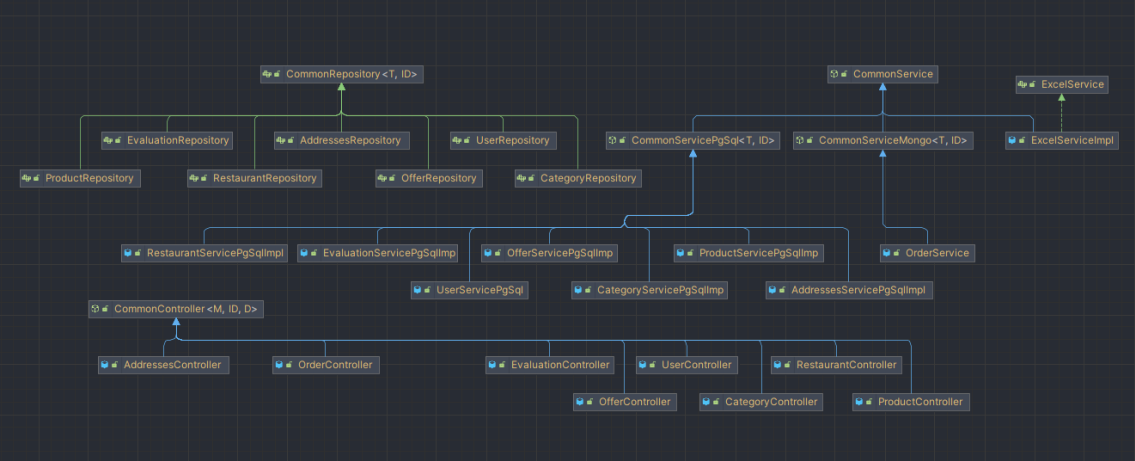 CommonRepository<T, ID>
CommonService
ExcelService
EvaluationRepository
AddressesRepository
UserRepository
CommonServicePgSql<T, ID>
CommonServiceMongo<T, ID>
ExcelServiceImpl
ProductRepository
RestaurantRepository
OfferRepository
CategoryRepository
RestaurantServicePgSqlImpl
EvaluationServicePgSqlImp
OfferServicePgSqlImp
ProductServicePgSqlImp
OrderService
UserServicePgSql
CategoryServicePgSqlImp
AddressesServicePgSqlImpl
CommonController<M, ID, D>
AddressesController
OrderController
EvaluationController
UserController
RestaurantController
OfferController
CategoryController
ProductController